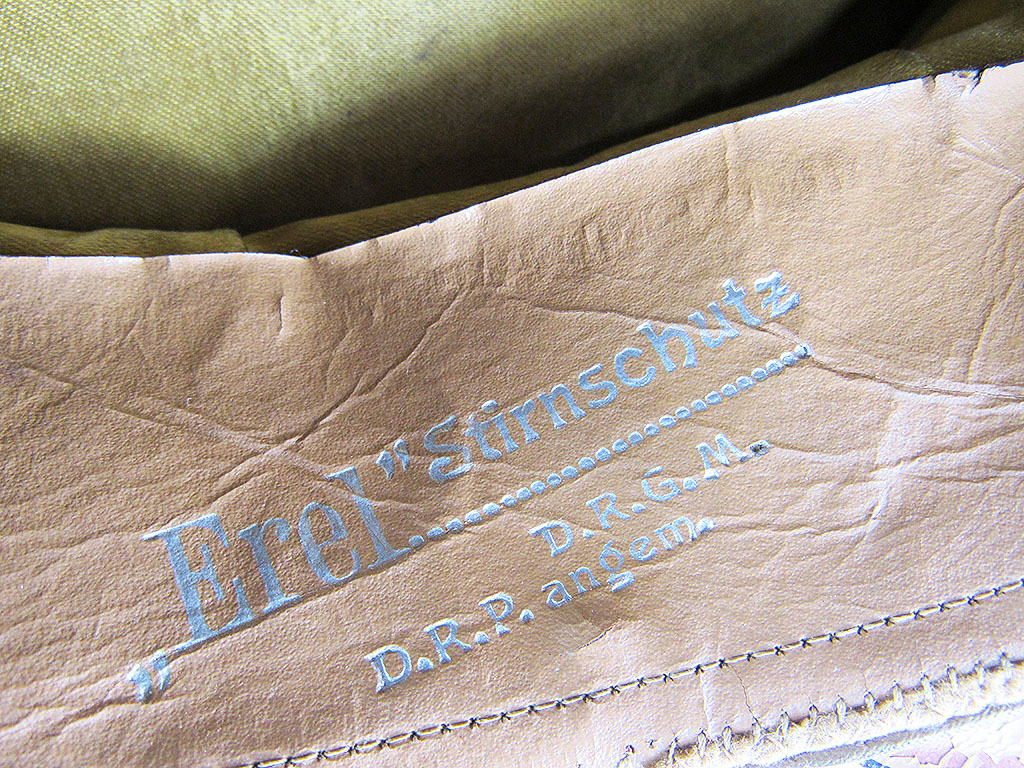 „Erel” Stirnschutz
D.R.G.M.
D.R.P. angem.